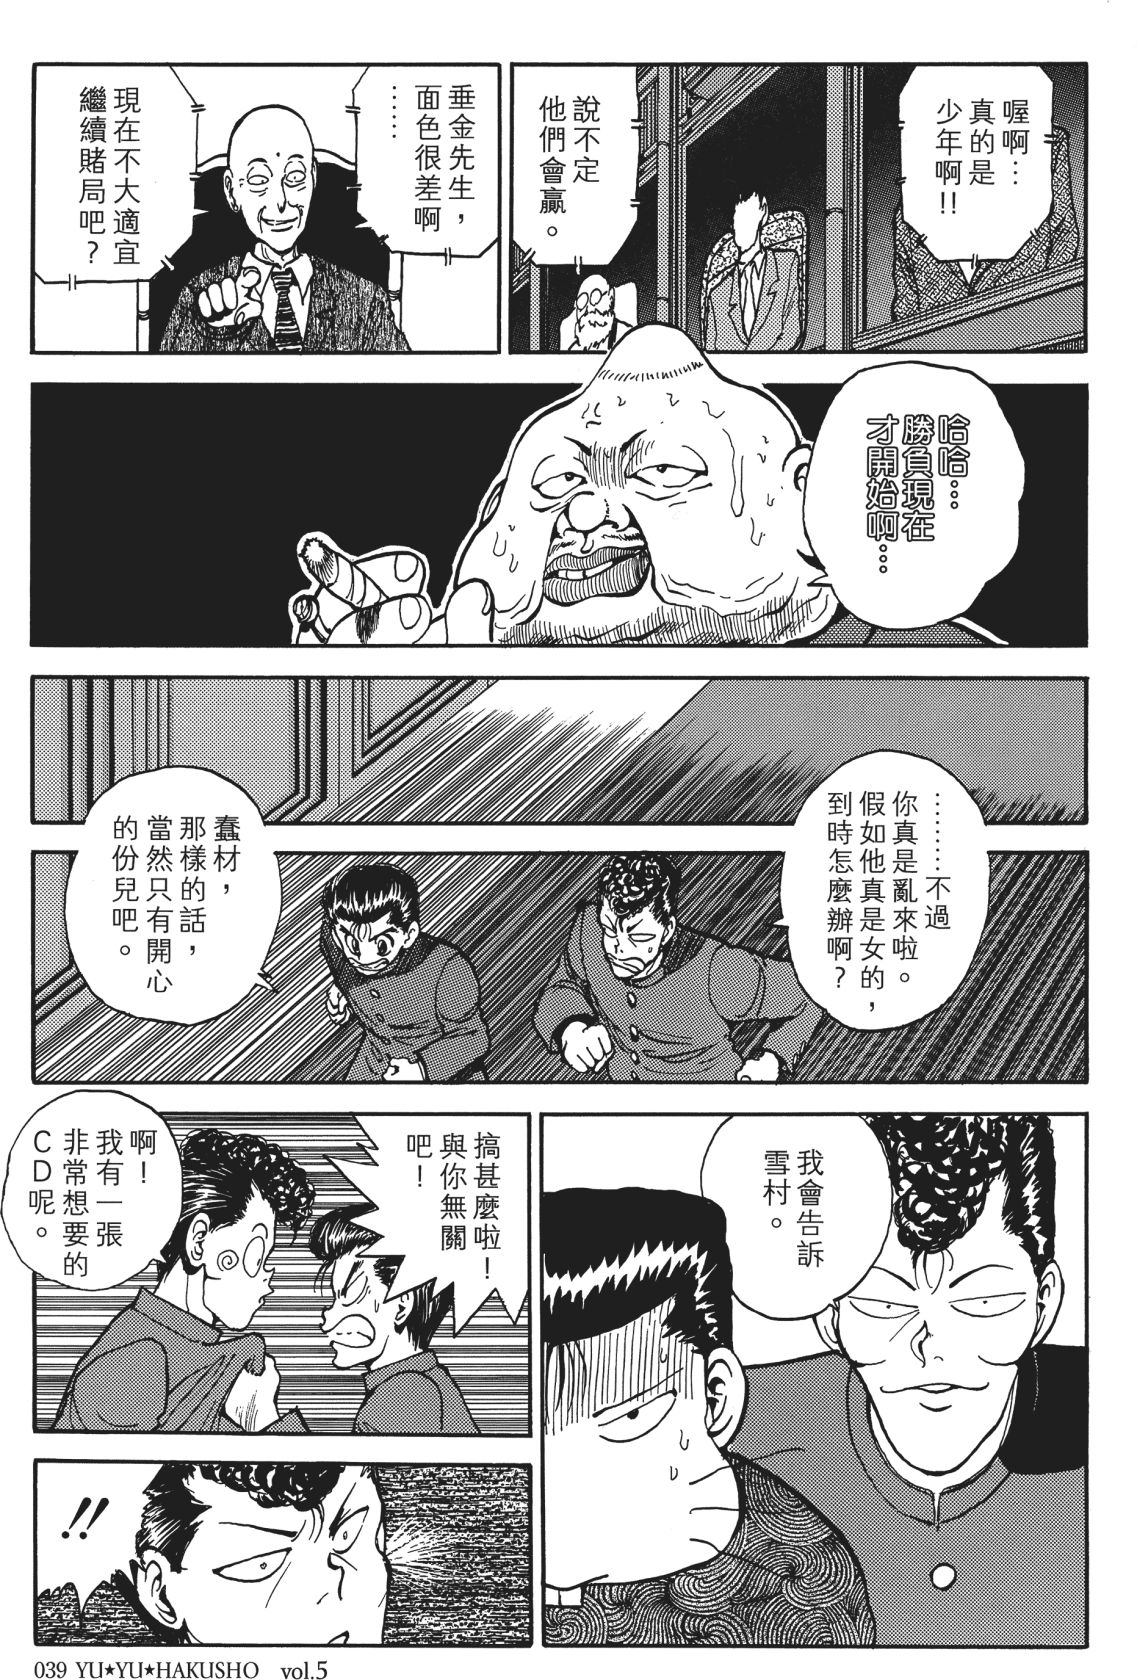 喔啊…
真的是
少年啊!!
說不定
他們會贏。
垂金先生，
面色很差啊
……
現在不大適宜
繼續賭局吧？
哈哈…
勝負現在
才開始啊…
………不過
你真是亂來啦。
假如他真是女的，
到時怎麼辦啊？
蠢材，
那樣的話，
當然只有開心
的份兒吧。
我會告訴
雪村。
搞甚麼啦！
與你無關
吧！
啊！
我有一張
非常想要的
CD呢。
!!
039 YU★YU★HAKUSHO vol.5